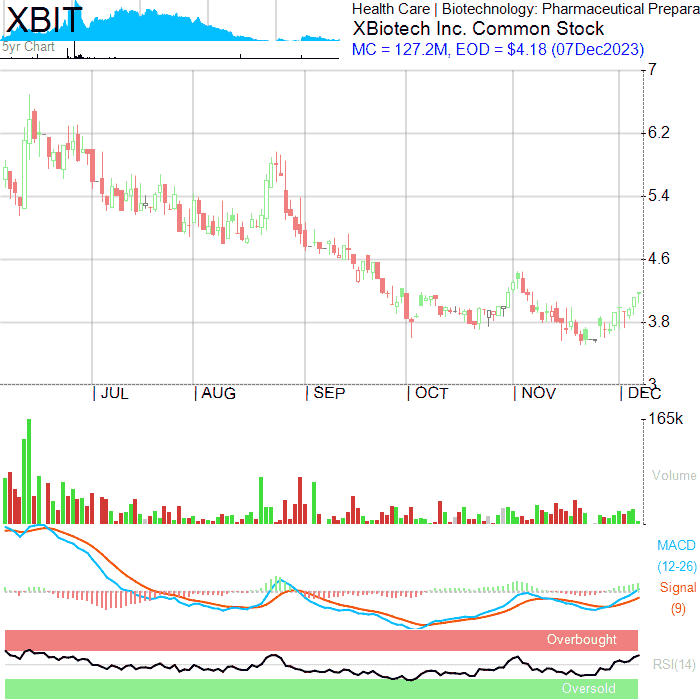 XBIT
5yr Chart
Health Care | Biotechnology: Pharmaceutical Prepara
XBiotech Inc. Common Stock
MC = 127.2M, EOD = $4.18 (07Dec2023)
7
6.2
5.4
4.6
3.8
3
JUL AUG SEP OCT NOV DEC
165k
Volume
MACD
(12-26)
Signal
(9)
Overbought
RSI(14)
Oversold